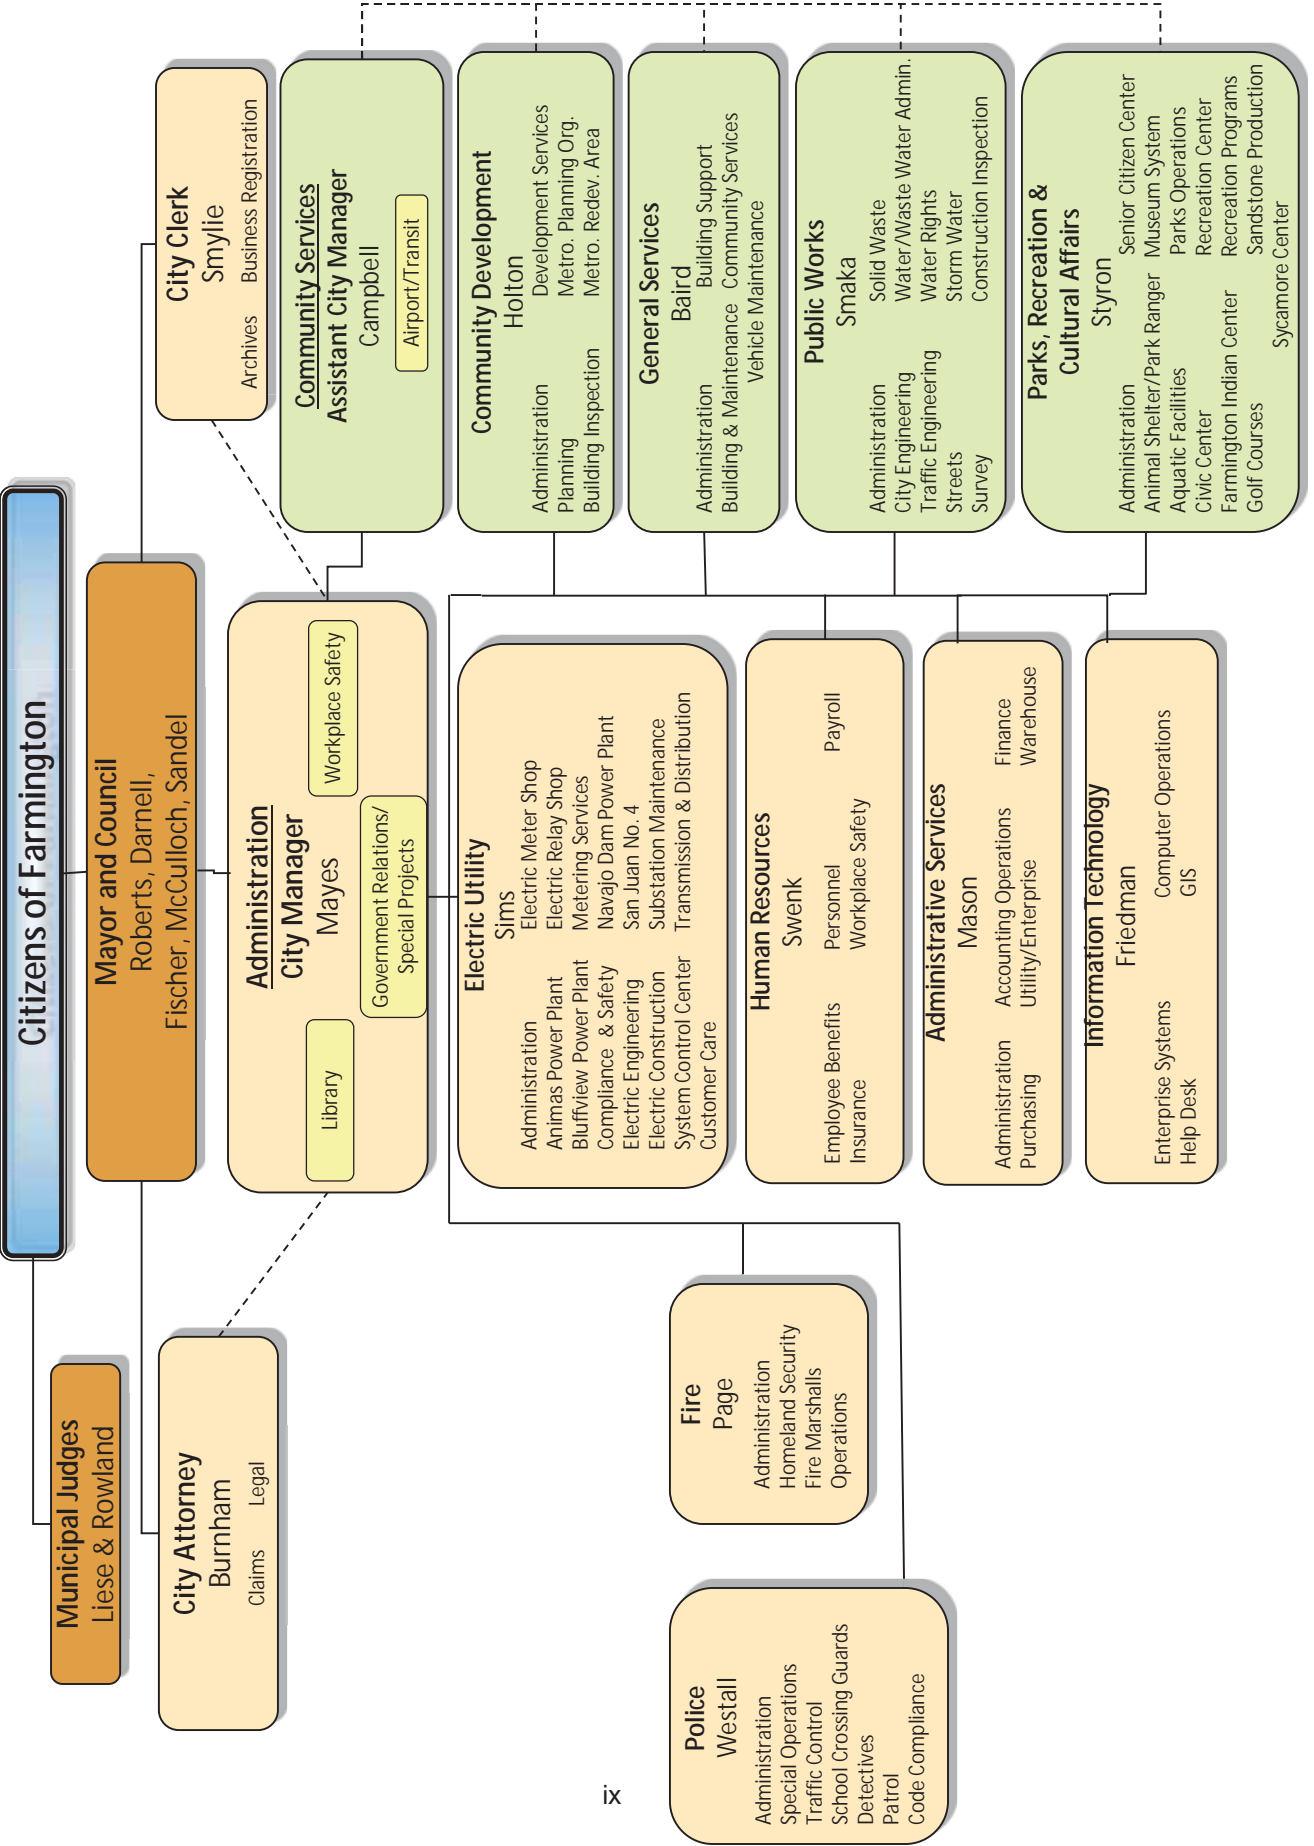 Citizens of Farmington
Municipal Judges
Liese & Rowland
Mayor and Council
Roberts, Darnell,
Fischer, McCulloch, Sandel
City Attorney
Burnham
Claims Legal
City Clerk
Smylie
Archives Business Registration
Administration
City Manager
Mayes
Library
Government Relations/
Special Projects
Workplace Safety
Community Services
Assistant City Manager
Campbell
Airport/Transit
Electric Utility
Sims
Administration
Animas Power Plant
Bluffview Power Plant
Compliance & Safety
Electric Engineering
Electric Construction
System Control Center
Customer Care
Electric Meter Shop
Electric Relay Shop
Metering Services
Navajo Dam Power Plant
San Juan No. 4
Substation Maintenance
Transmission & Distribution
Community Development
Holton
Administration
Planning
Building Inspection
Development Services
Metro. Planning Org.
Metro. Redev. Area
General Services
Baird
Administration
Building & Maintenance
Building Support
Community Services
Vehicle Maintenance
Police
Westall
Administration
Special Operations
Traffic Control
School Crossing Guards
Detectives
Patrol
Code Compliance
Fire
Page
Administration
Homeland Security
Fire Marshalls
Operations
Human Resources
Swenk
Employee Benefits
Insurance
Personnel
Workplace Safety
Payroll
Public Works
Smaka
Administration
City Engineering
Traffic Engineering
Streets
Survey
Solid Waste
Water/Waste Water Admin.
Water Rights
Storm Water
Construction Inspection
Administrative Services
Mason
Administration
Purchasing
Accounting Operations
Utility/Enterprise
Finance
Warehouse
Parks, Recreation &
Cultural Affairs
Styron
Administration
Animal Shelter/Park Ranger
Aquatic Facilities
Civic Center
Farmington Indian Center
Golf Courses
Senior Citizen Center
Museum System
Parks Operations
Recreation Center
Recreation Programs
Sandstone Production
Sycamore Center
Information Technology
Friedman
Enterprise Systems
Help Desk
Computer Operations
GIS
ix